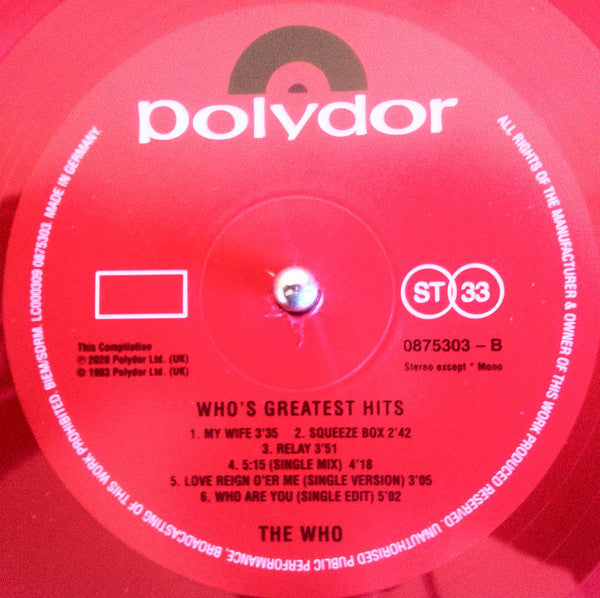 polydor
ALL RIGHTS OF THE MANUFACTURER & OWNER OF THIS WORK PRODUCED RESERVED. UNAUTHORISED PUBLIC PERFORMANCE, BROADCASTING OF THIS WORK PROHIBITED BIEM/SDRM. LC000309 0875303. MADE IN GERMANY.
ST 33
This Compilation
℗ 2020 Polydor Ltd. (UK)
© 1983 Polydor Ltd. (UK)
0875303 - B
Stereo except * Mono
WHO'S GREATEST HITS
1. MY WIFE 3'35 2. SQUEEZE BOX 2'42
3. RELAY 3'51
4. 5:15 (SINGLE MIX) 4'18
5. LOVE REIGN O'ER ME (SINGLE VERSION) 3'05
6. WHO ARE YOU (SINGLE EDIT) 5'02
THE WHO